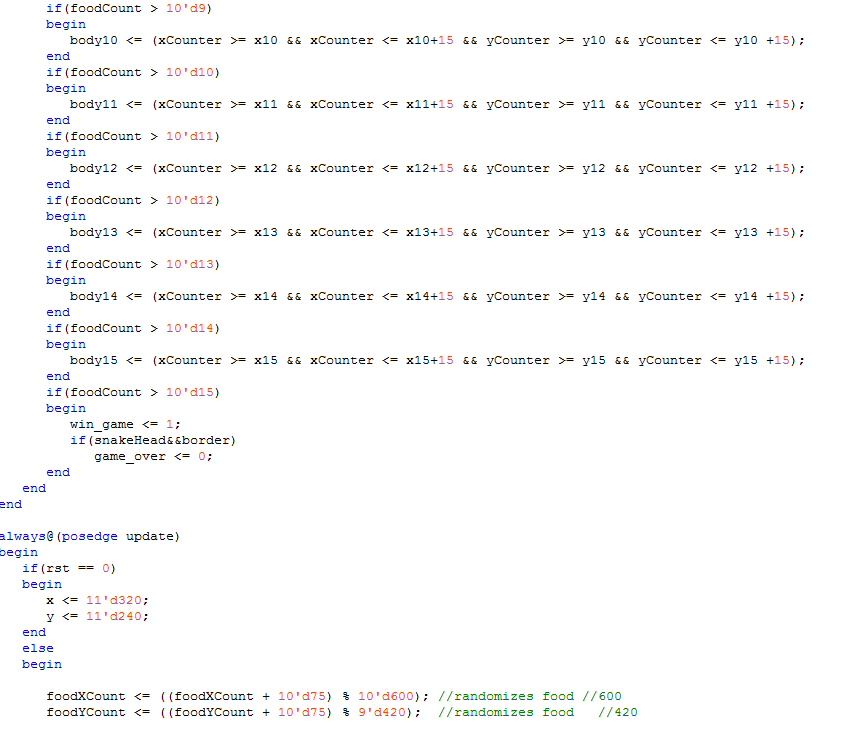 if(foodCount > 10'd9)
begin
body10 <= (xCounter >= x10 && xCounter <= x10+15 && yCounter >= y10 && yCounter <= y10 +15);
end
if(foodCount > 10'd10)
begin
body11 <= (xCounter >= x11 && xCounter <= x11+15 && yCounter >= y11 && yCounter <= y11 +15);
end
if(foodCount > 10'd11)
begin
body12 <= (xCounter >= x12 && xCounter <= x12+15 && yCounter >= y12 && yCounter <= y12 +15);
end
if(foodCount > 10'd12)
begin
body13 <= (xCounter >= x13 && xCounter <= x13+15 && yCounter >= y13 && yCounter <= y13 +15);
end
if(foodCount > 10'd13)
begin
body14 <= (xCounter >= x14 && xCounter <= x14+15 && yCounter >= y14 && yCounter <= y14 +15);
end
if(foodCount > 10'd14)
begin
body15 <= (xCounter >= x15 && xCounter <= x15+15 && yCounter >= y15 && yCounter <= y15 +15);
end
if(foodCount > 10'd15)
begin
win_game <= 1;
if(snakeHead&&border)
game_over <= 0;
end
end
end
always@(posedge update)
begin
if(rst == 0)
begin
x <= 11'd320;
y <= 11'd240;
end
else
begin
foodXCount <= ((foodXCount + 10'd75) % 10'd600); //randomizes food //600
foodYCount <= ((foodYCount + 10'd75) % 9'd420); //randomizes food //420